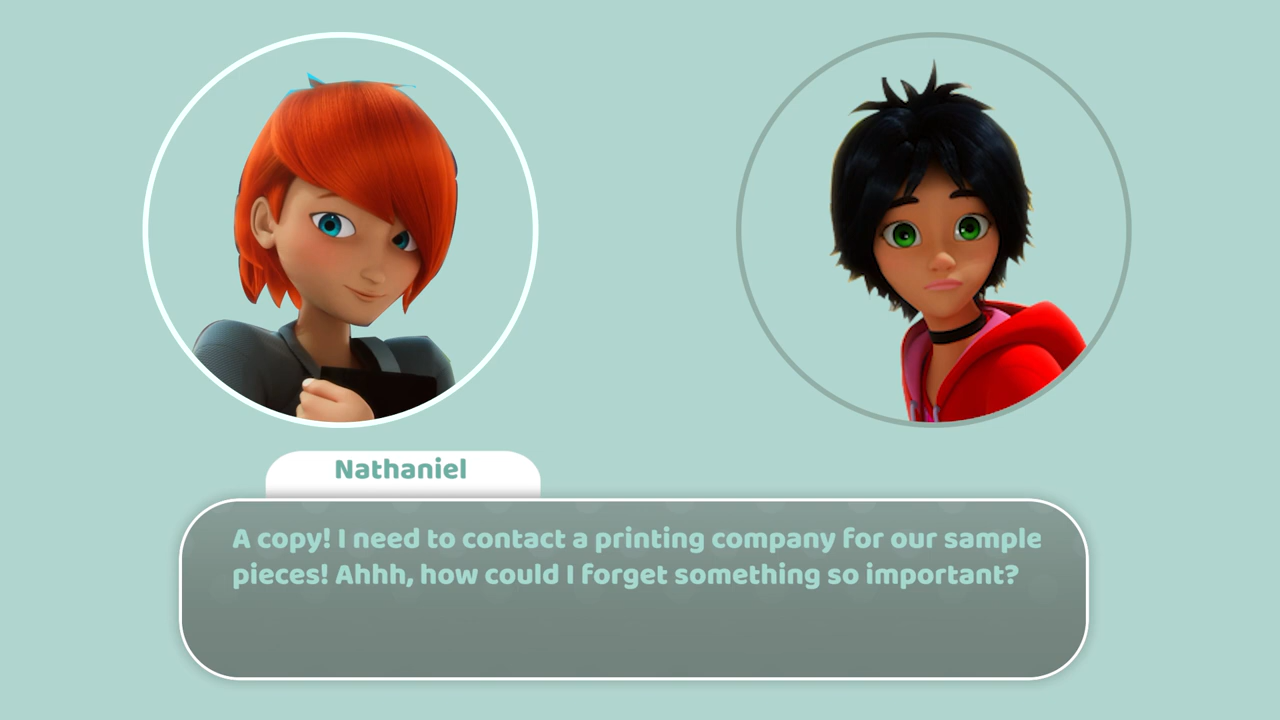 Nathaniel
A copy! I need to contact a printing company for our sample
pieces! Ahhh, how could I forget something so important?